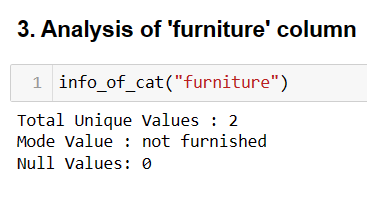 3. Analysis of 'furniture' column
1 info_of_cat("furniture")
Total Unique Values : 2
Mode Value : not furnished
Null Values: 0